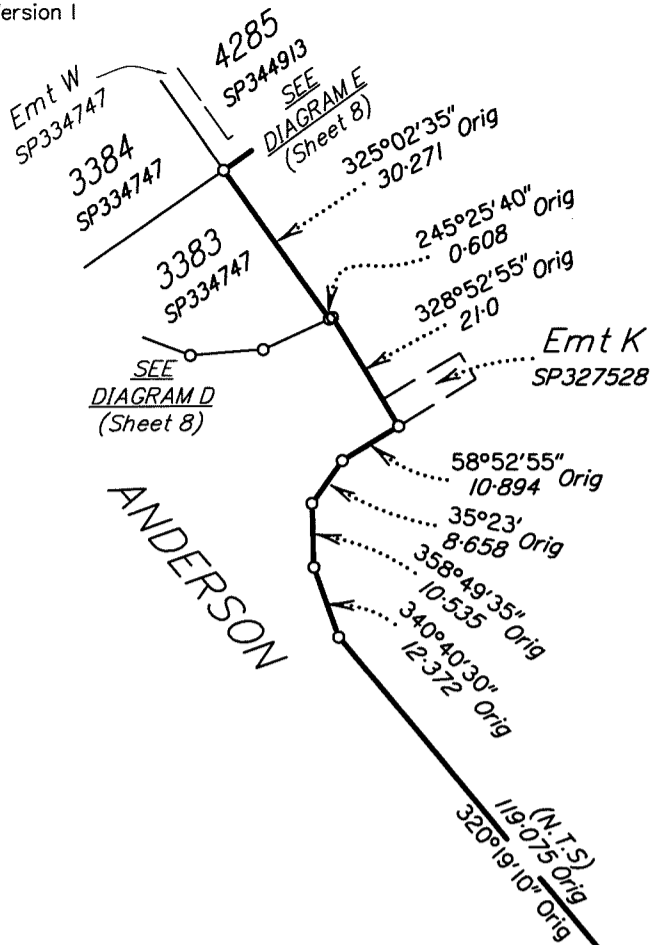 ersion 1
Emt W
SP334747
4285
SP344913
SEE
DIAGRAM E
(Sheet 8)
3384
SP334747
325°02'35" Orig
30·271
3383
SP334747
245°25'40" Orig
0·608
328°52'55" Orig
21·0
Emt K
SP327528
SEE
DIAGRAM D
(Sheet 8)
58°52'55" Orig
10·894
35°23' Orig
8·658
358°49'35" Orig
10·535
340°40'30" Orig
12·372
ANDERSON
(N.T.S)
119·075 Orig
320°19'10" Orig